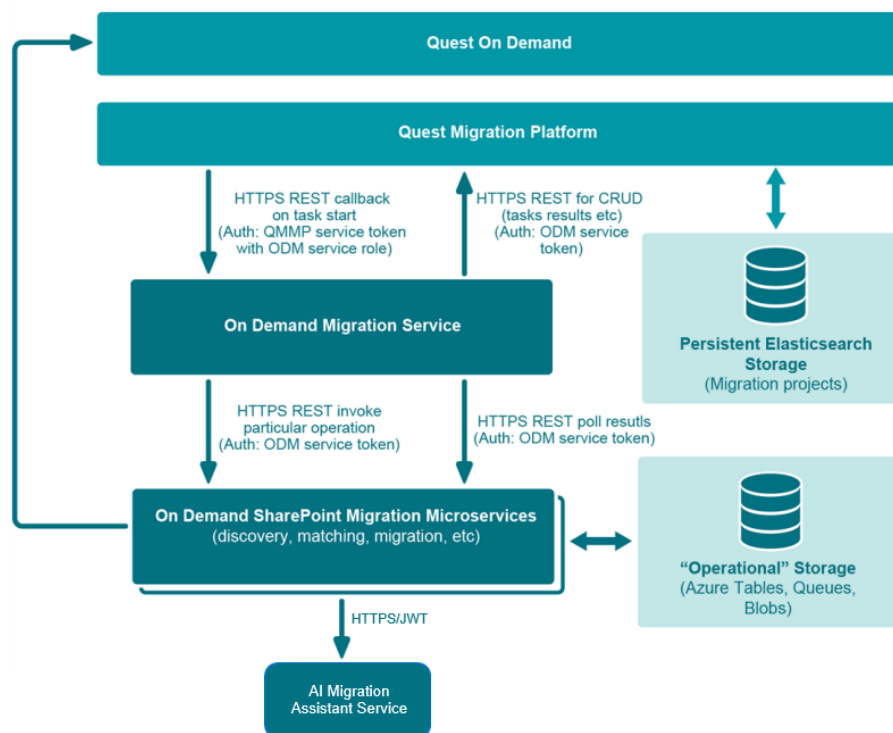 Quest On Demand
Quest Migration Platform
HTTPS REST callback
on task start
(Auth: QMMP service token
with ODM service role)
HTTPS REST for CRUD
(tasks results etc)
(Auth: ODM service
token)
On Demand Migration Service
Persistent Elasticsearch
Storage
(Migration projects)
HTTPS REST invoke
particular operation
(Auth: ODM service token)
HTTPS REST poll resutls
(Auth: ODM service token)
On Demand SharePoint Migration Microservices
(discovery, matching, migration, etc)
“Operational” Storage
(Azure Tables, Queues,
Blobs)
HTTPS/JWT
AI Migration
Assistant Service